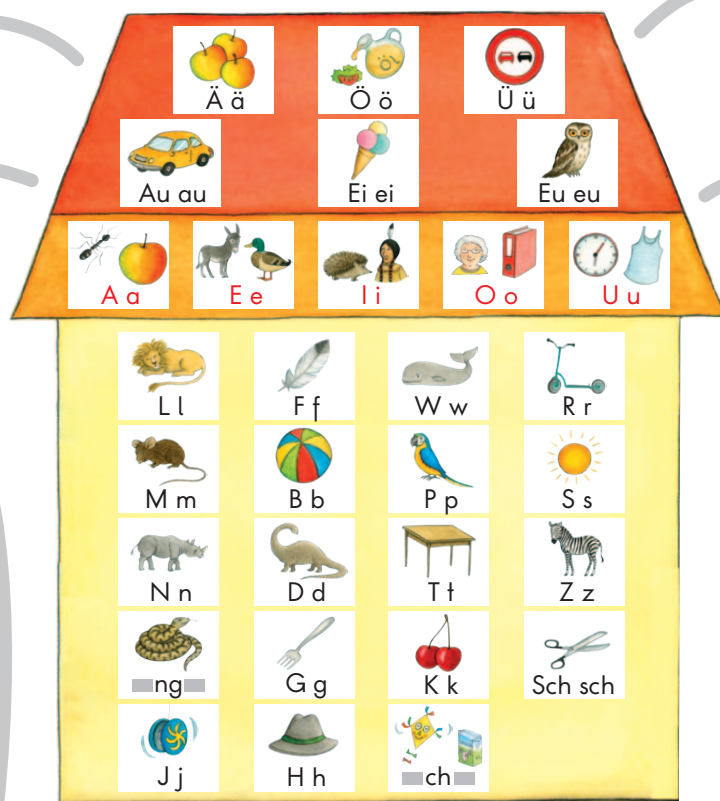 Ä ä Ö ö Ü ü
Au au Ei ei Eu eu
A a E e I i O o U u
L l F f W w R r
M m B b P p S s
N n D d T t Z z
ng G g K k Sch sch
J j H h ch